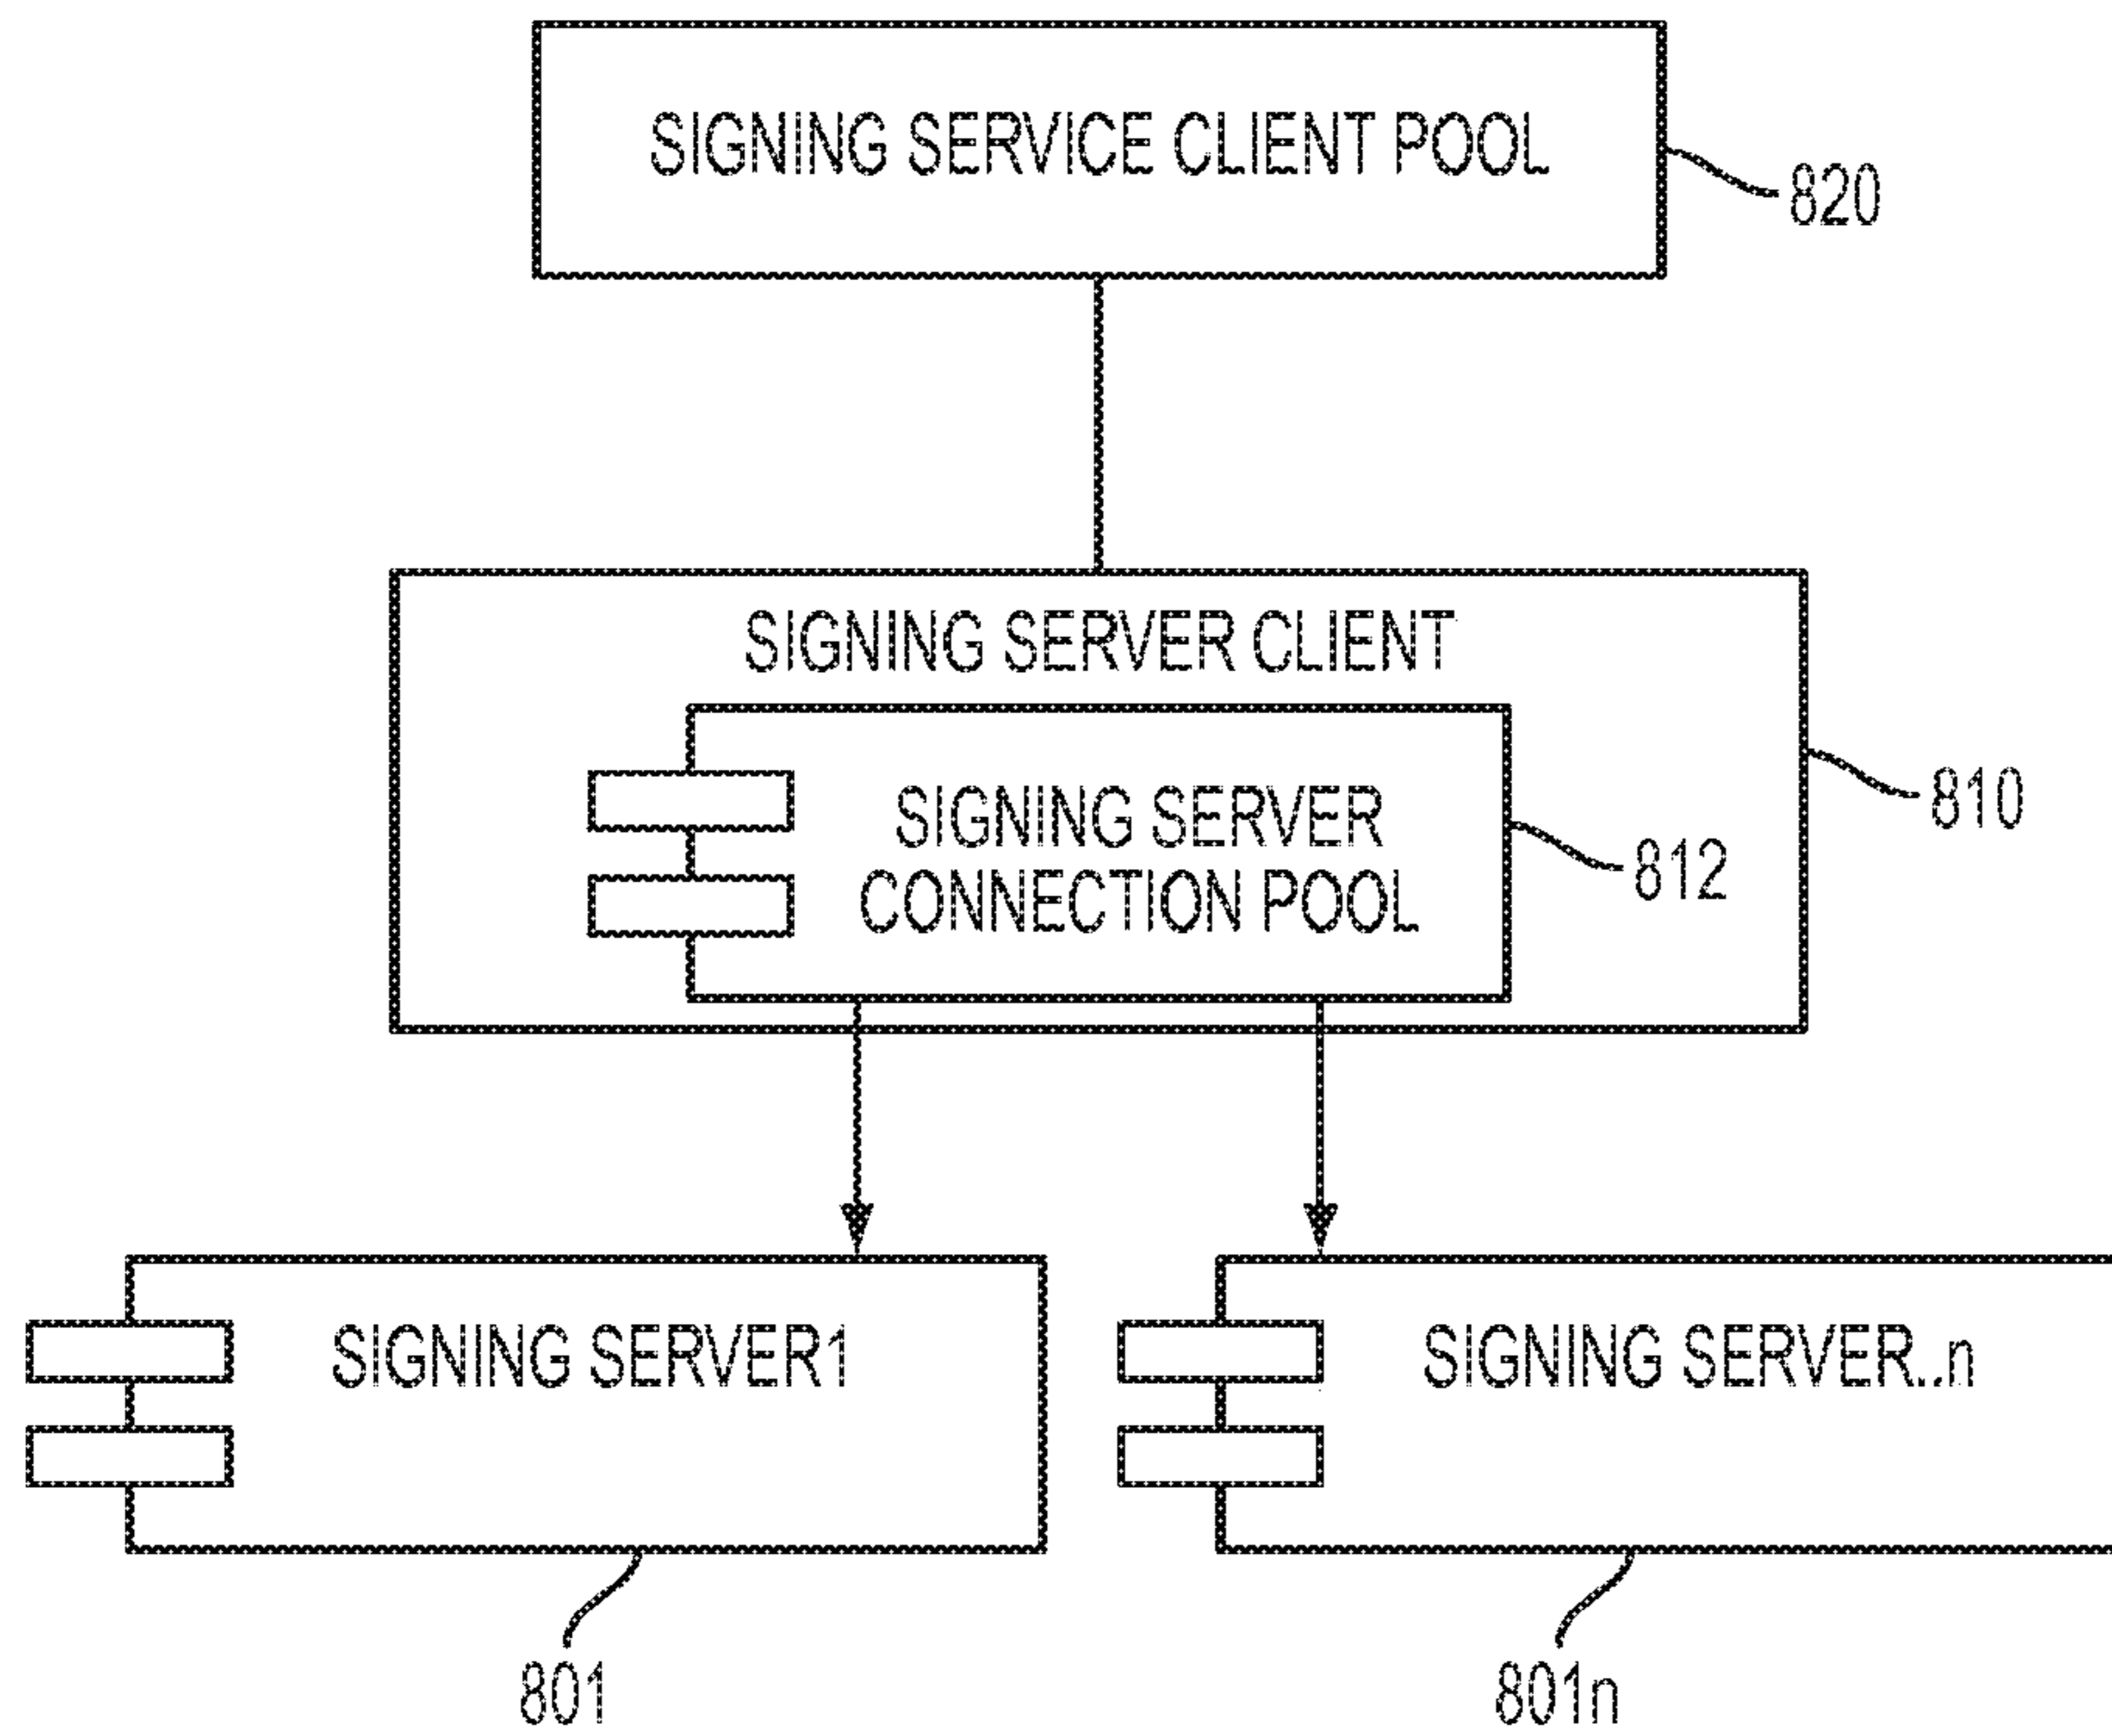 SIGNING SERVICE CLIENT POOL
820
SIGNING SERVER CLIENT
810
SIGNING SERVER
CONNECTION POOL
812
SIGNING SERVER1
SIGNING SERVER..n
801
801n